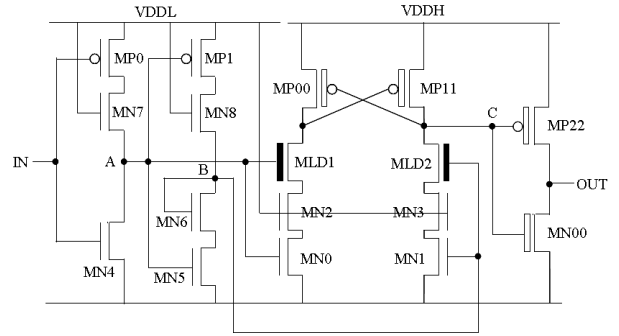 VDDL VDDH
MP0 MP1 MP00 MP11
MN7 MN8 C MP22
IN A B MLD1 MLD2 OUT
MN6 MN2 MN3 MN00
MN4 MN5 MN0 MN1